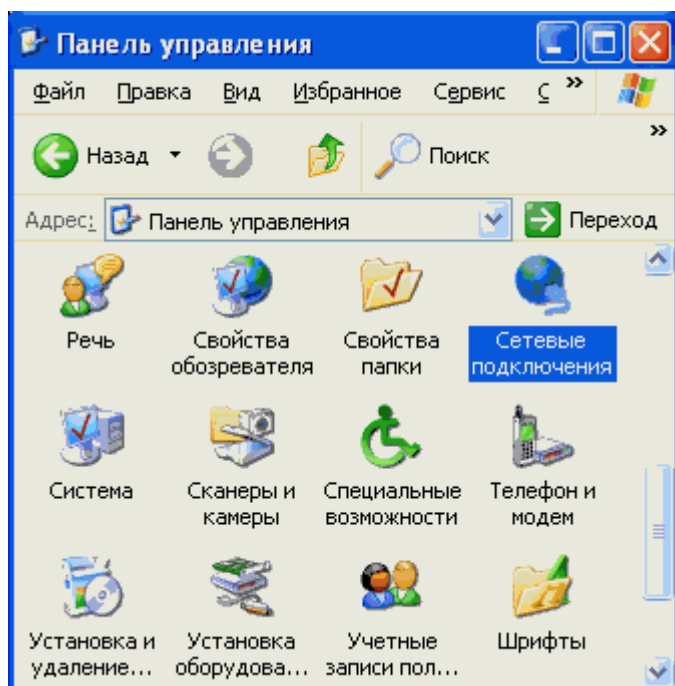 Панель управления
Файл Правка Вид Избранное Сервис С »
Назад Поиск »
Адрес: Панель управления Переход
Речь Свойства обозревателя Свойства папки Сетевые подключения
Система Сканеры и камеры Специальные возможности Телефон и модем
Установка и удаление... Установка оборудова... Учетные записи пол... Шрифты